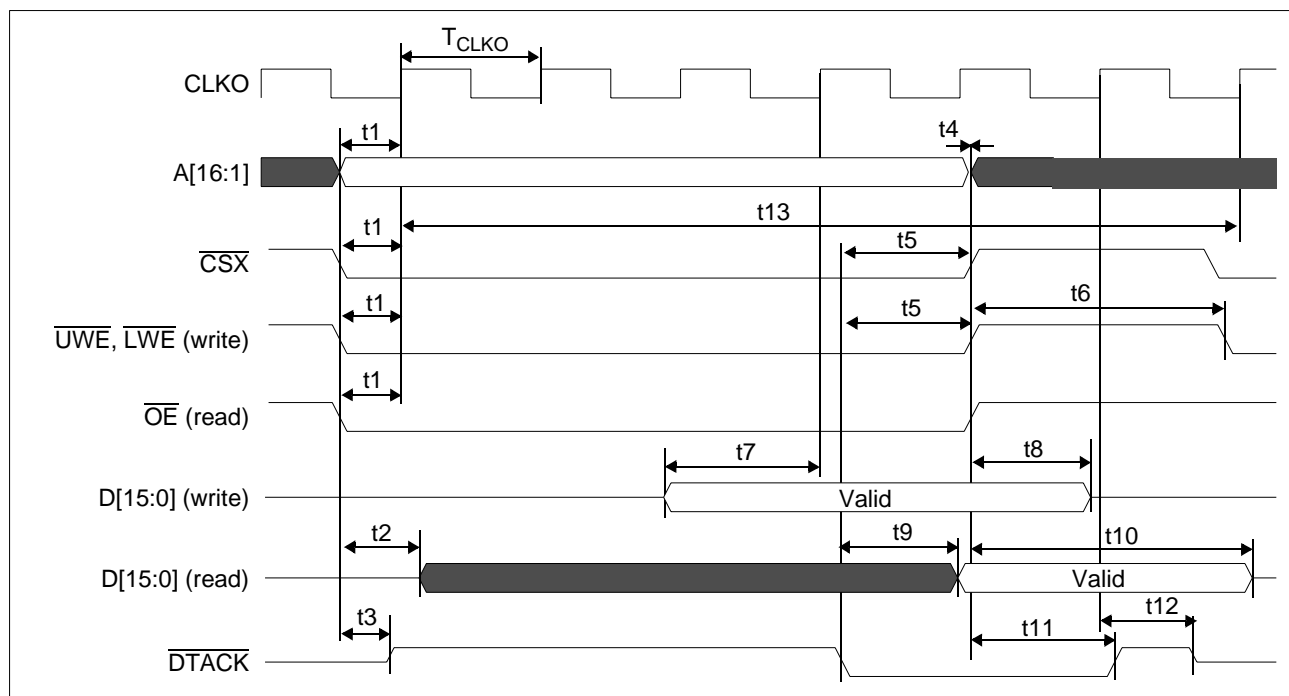 T_CLKO
CLKO
t1
t4
A[16:1]
t13
t1
t5
CSX
t6
t1
t5
UWE, LWE (write)
t1
OE (read)
t7
t8
D[15:0] (write)
Valid
t2
t9
t10
D[15:0] (read)
Valid
t3
t12
t11
DTACK